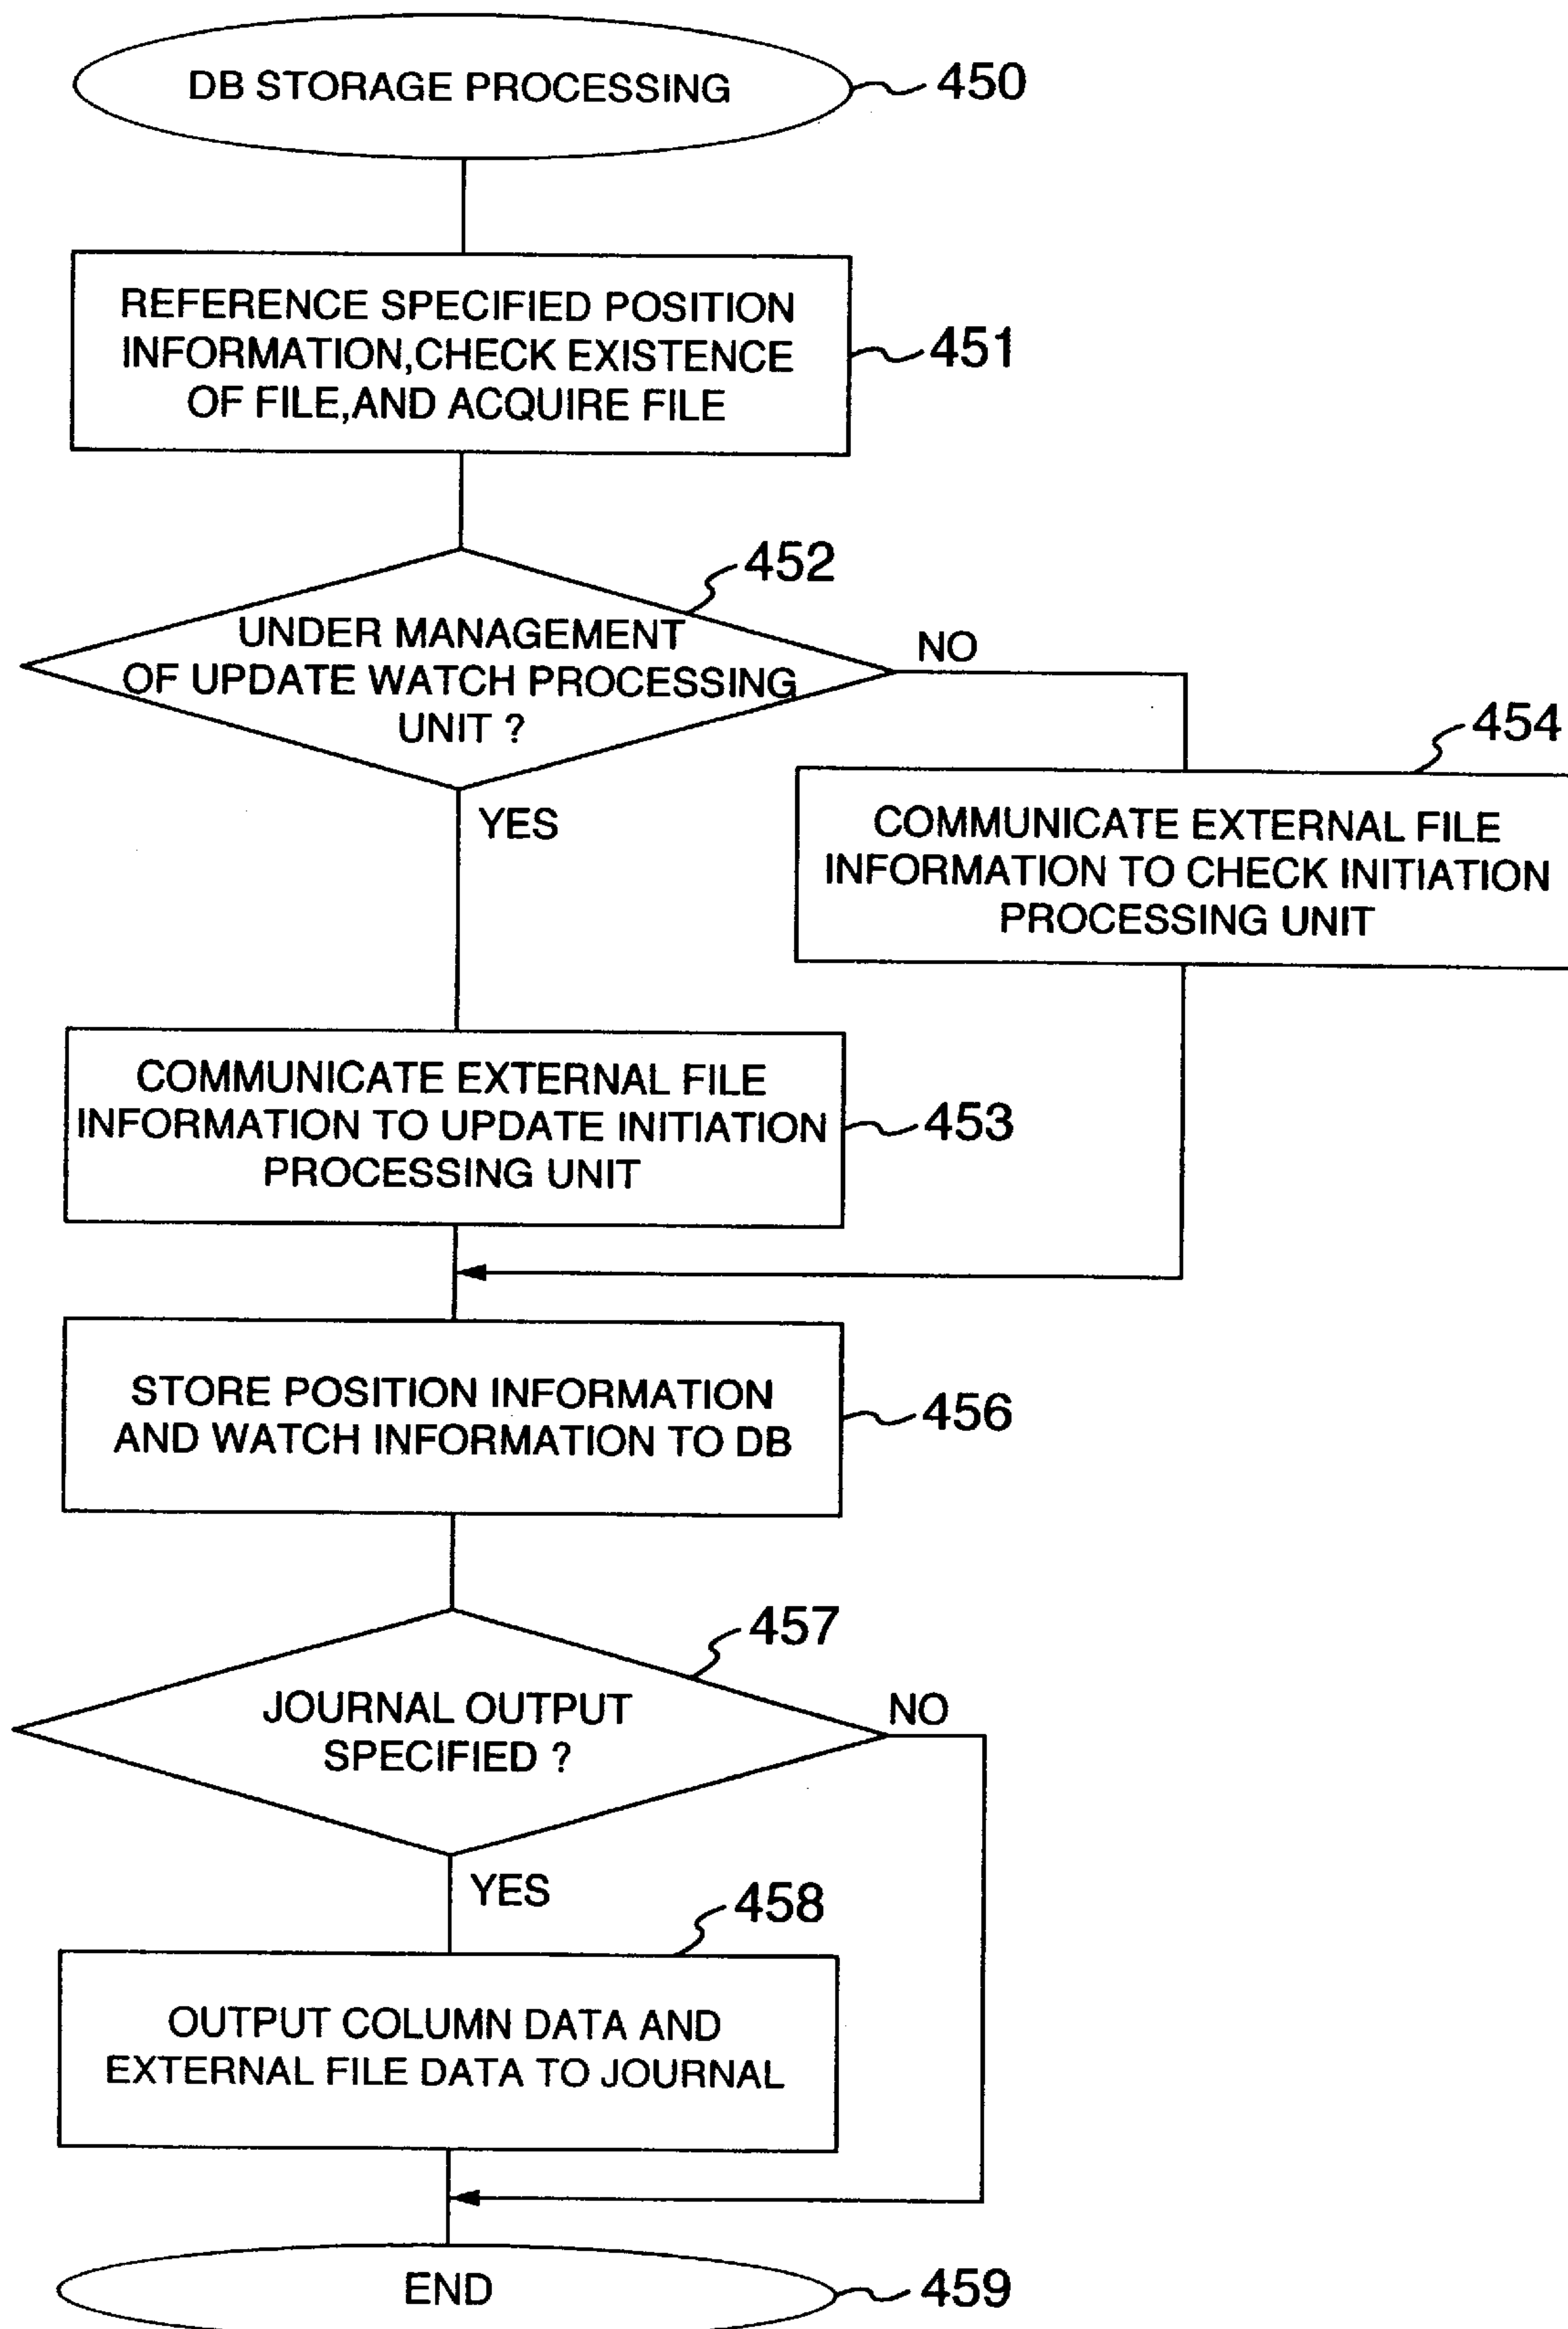 DB STORAGE PROCESSING
450
REFERENCE SPECIFIED POSITION
INFORMATION,CHECK EXISTENCE
OF FILE,AND ACQUIRE FILE
451
452
UNDER MANAGEMENT
OF UPDATE WATCH PROCESSING
UNIT ?
NO
YES
454
COMMUNICATE EXTERNAL FILE
INFORMATION TO CHECK INITIATION
PROCESSING UNIT
COMMUNICATE EXTERNAL FILE
INFORMATION TO UPDATE INITIATION
PROCESSING UNIT
453
STORE POSITION INFORMATION
AND WATCH INFORMATION TO DB
456
457
JOURNAL OUTPUT
SPECIFIED ?
NO
YES
458
OUTPUT COLUMN DATA AND
EXTERNAL FILE DATA TO JOURNAL
END
459